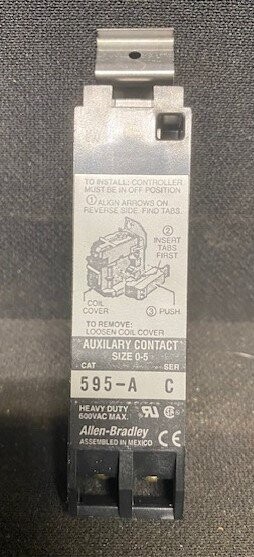 TO INSTALL: CONTROLLER
MUST BE IN OFF POSITION
① ALIGN ARROWS ON
REVERSE SIDE. FIND TABS.
② INSERT
TABS
FIRST
COIL
COVER
③ PUSH
TO REMOVE:
LOOSEN COIL COVER
AUXILARY CONTACT
SIZE 0-5
CAT SER
595-A C
HEAVY DUTY
600VAC MAX.
Allen-Bradley
ASSEMBLED IN MEXICO
CE